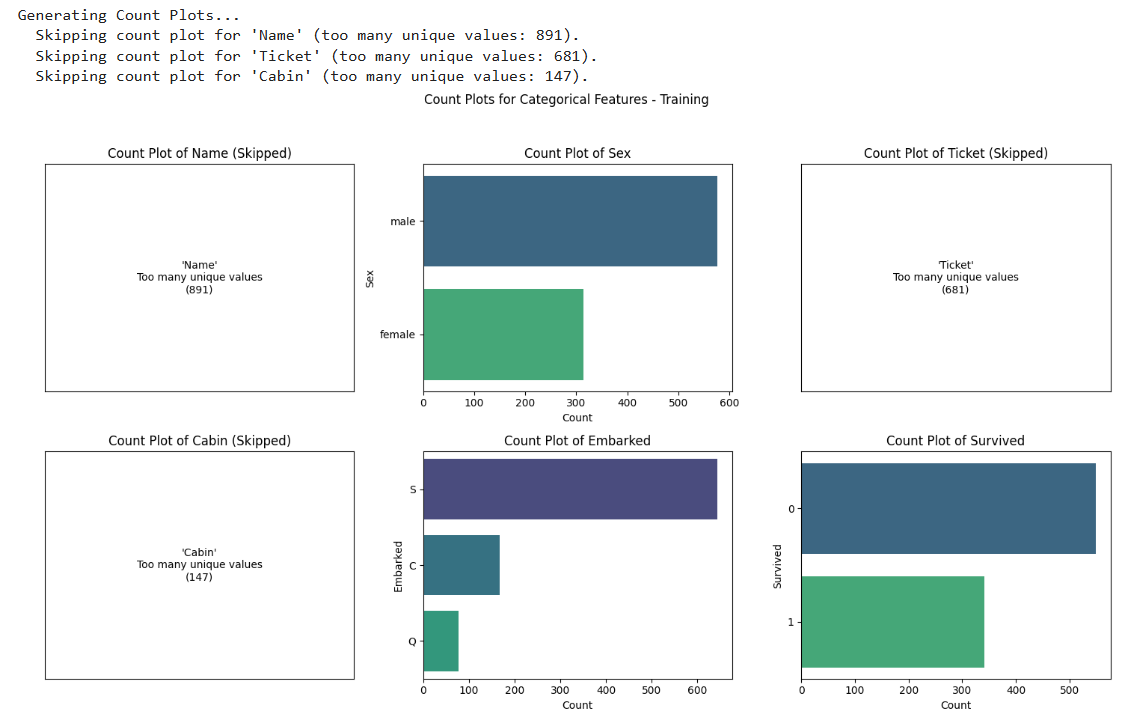 Generating Count Plots...
Skipping count plot for 'Name' (too many unique values: 891).
Skipping count plot for 'Ticket' (too many unique values: 681).
Skipping count plot for 'Cabin' (too many unique values: 147).
Count Plots for Categorical Features - Training
Count Plot of Name (Skipped)
'Name'
Too many unique values
(891)
Count Plot of Sex
Sex
male
female
0 100 200 300 400 500 600
Count
Count Plot of Ticket (Skipped)
'Ticket'
Too many unique values
(681)
Count Plot of Cabin (Skipped)
'Cabin'
Too many unique values
(147)
Count Plot of Embarked
Embarked
S
C
Q
0 100 200 300 400 500 600
Count
Count Plot of Survived
Survived
0
1
0 100 200 300 400 500
Count